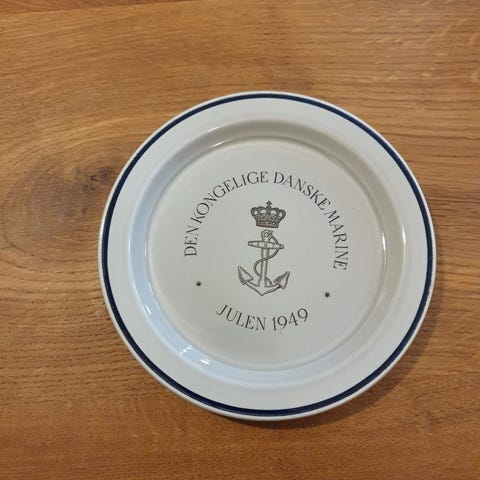 DEN KONGELIGE DANSKE MARINE
JULEN 1949